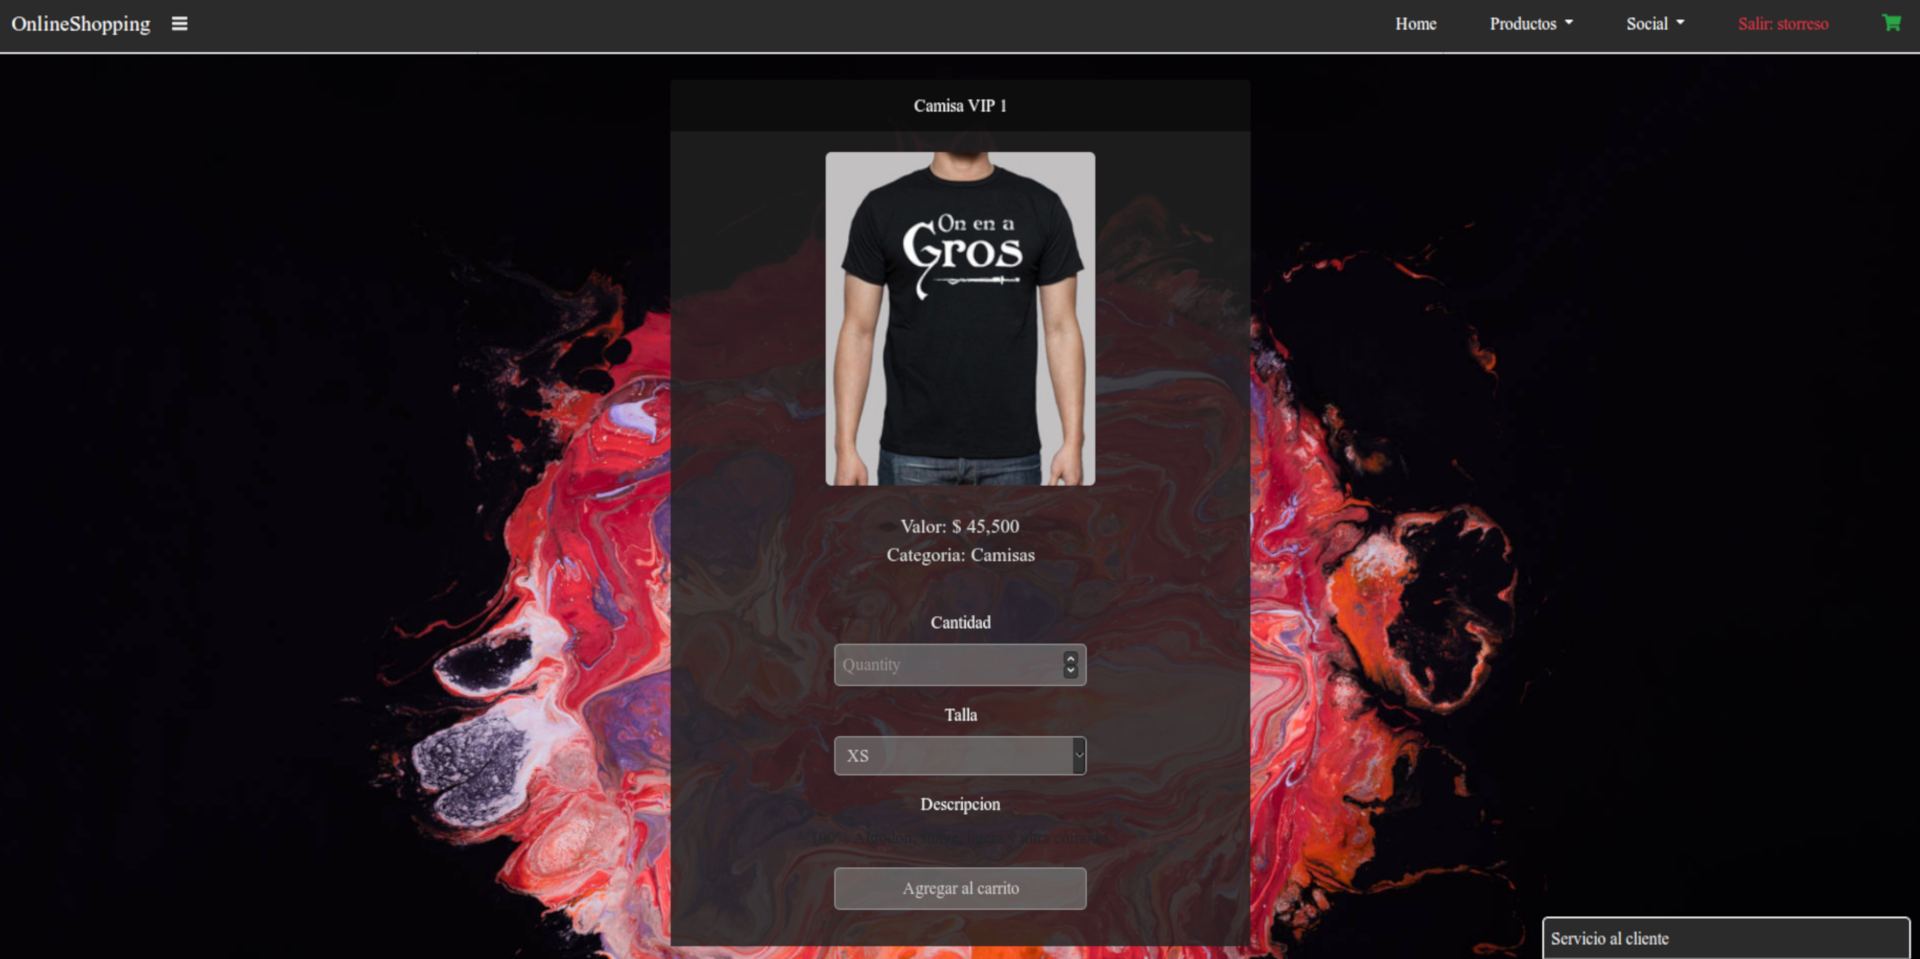 OnlineShopping
Home
Productos
Social
Salir: storreso
Camisa VIP 1
On en a
Gros
Valor: $ 45,500
Categoria: Camisas
Cantidad
Quantity
Talla
XS
Descripcion
Agregar al carrito
Servicio al cliente